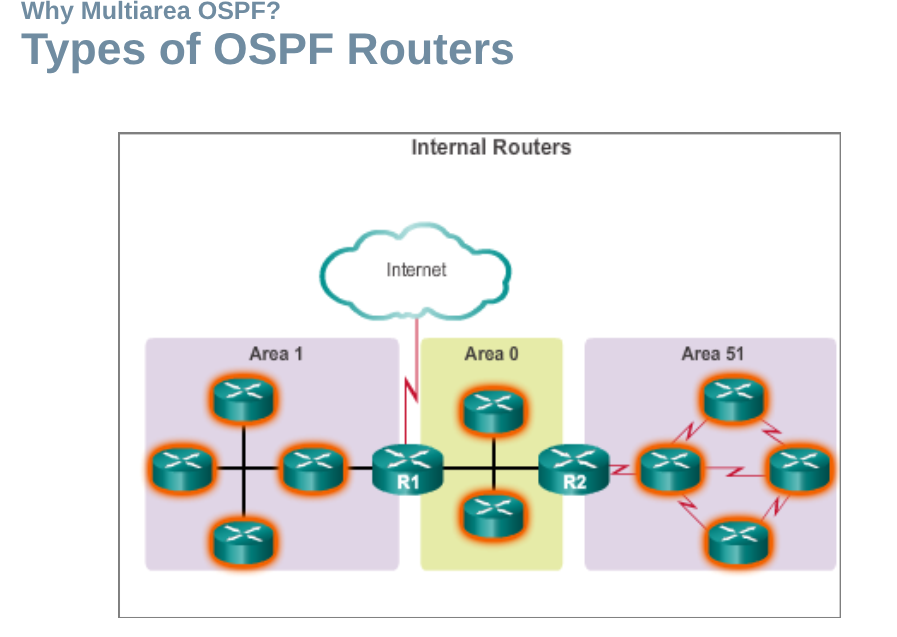 Why Multiarea OSPF?
Types of OSPF Routers
Internal Routers
Internet
Area 1
Area 0
Area 51
R1
R2